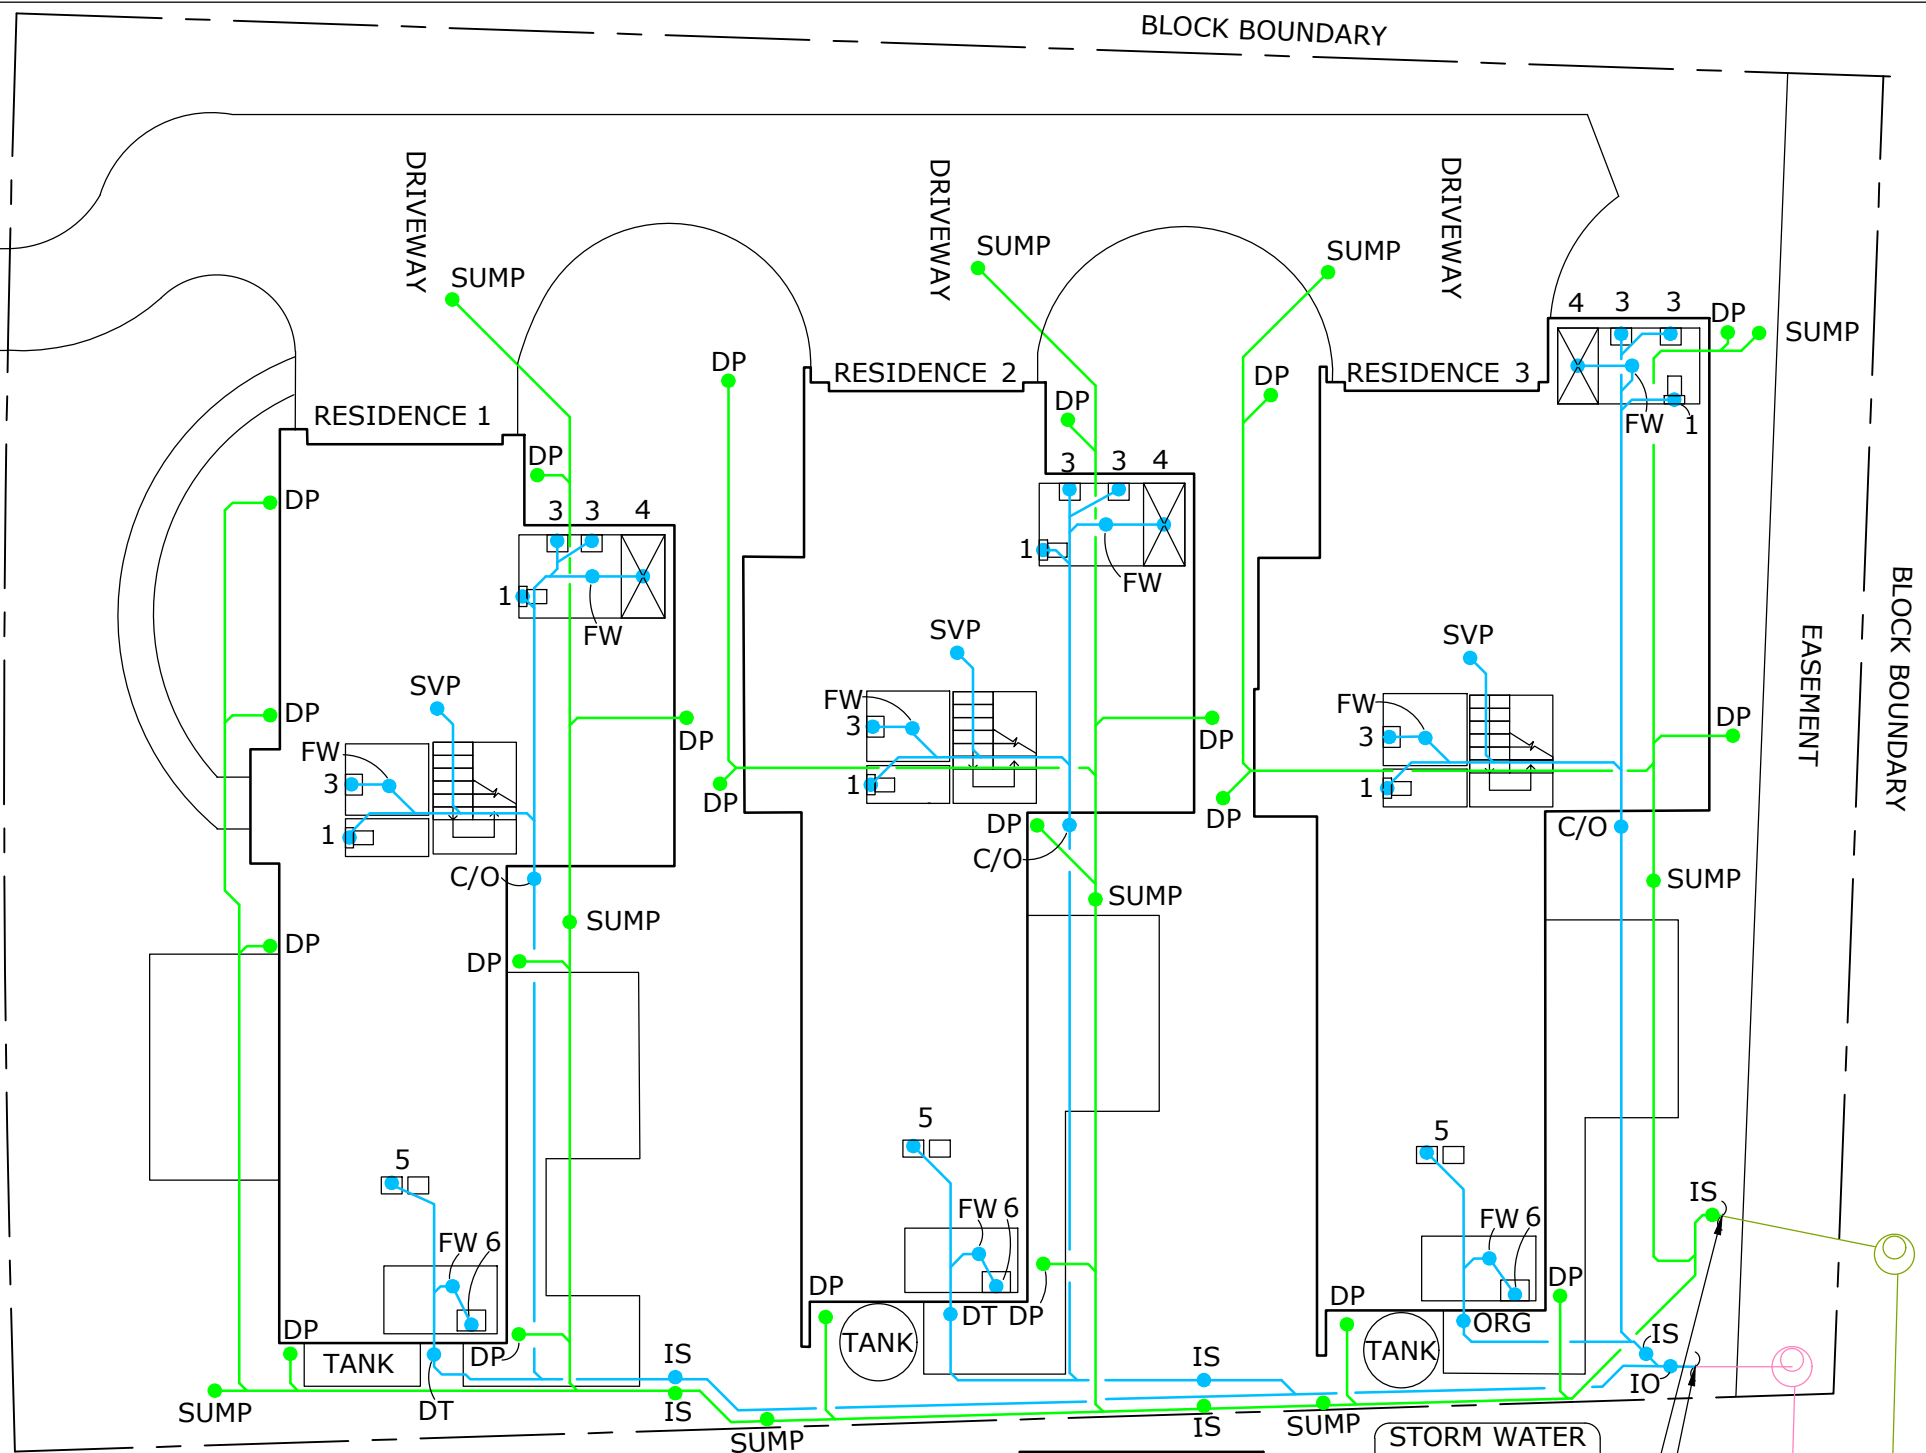 BLOCK BOUNDARY
DRIVEWAY
DRIVEWAY
DRIVEWAY
SUMP
SUMP
SUMP
4 3 3
DP
SUMP
DP
RESIDENCE 2
DP
RESIDENCE 3
DP
RESIDENCE 1
FW 1
DP
3 3 4
DP
DP
3 3 4
1
FW
1
FW
BLOCK BOUNDARY
EASEMENT
SVP
SVP
SVP
FW
FW
DP
3
DP
3
DP
DP
FW
3
1
DP
1
DP
1
DP
C/O
C/O
C/O
SUMP
SUMP
SUMP
DP
DP
5
5
5
IS
FW 6
FW 6
FW 6
DP
DP
DP
DP
DT
DP
ORG
TANK
TANK
IS
DP
TANK
IS
IS
IO
SUMP
DT
IS
IS
SUMP
SUMP
STORM WATER